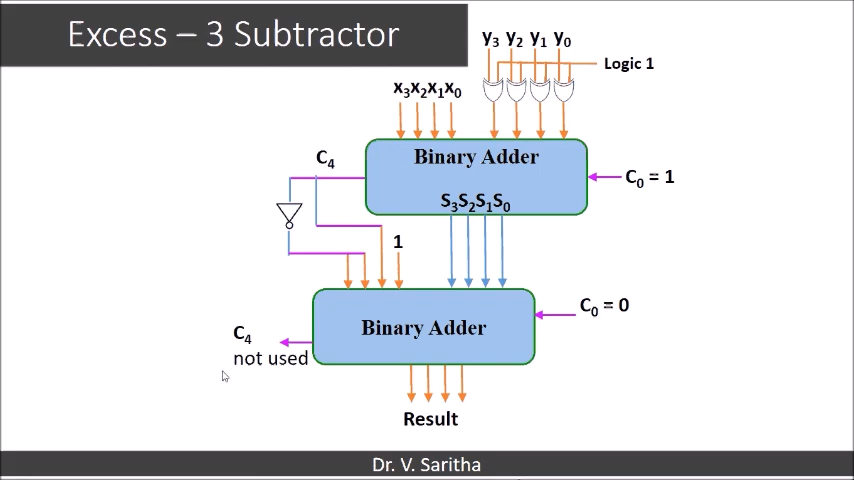 Excess – 3 Subtractor
y₃ y₂ y₁ y₀
Logic 1
x₃x₂x₁x₀
Binary Adder
C₄
C₀ = 1
S₃S₂S₁S₀
1
Binary Adder
C₀ = 0
C₄
not used
Result
Dr. V. Saritha